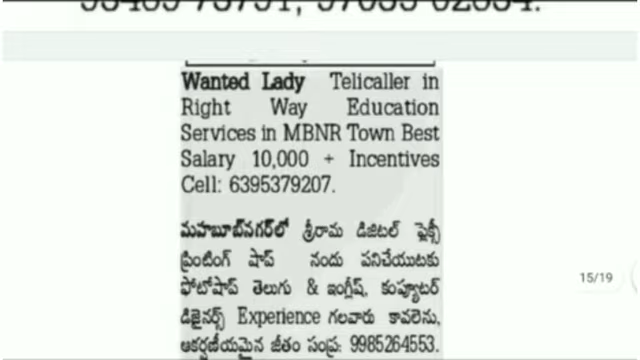 Wanted Lady Telicaller in
Right Way Education
Services in MBNR Town Best
Salary 10,000 + Incentives
Cell: 6395379207.
మహబూబ్‌నగర్‌లో శ్రీరామ డిజిటల్ ఫ్లెక్సీ
ప్రింటింగ్ షాప్ నందు పనిచేయుటకు
ఫోటోషాప్ తెలుగు & ఇంగ్లీష్, కంప్యూటర్
డిజైనర్స్ Experience గలవారు కావలెను,
ఆకర్షణీయమైన జీతం సంప్ర: 9985264553.
15/19